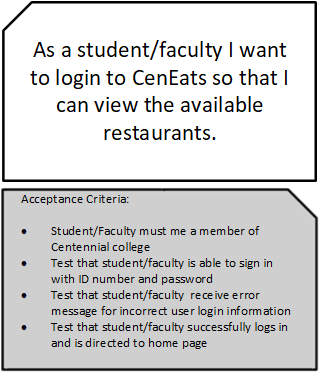 As a student/faculty I want
to login to CenEats so that I
can view the available
restaurants.
Acceptance Criteria:
• Student/Faculty must me a member of
Centennial college
• Test that student/faculty is able to sign in
with ID number and password
• Test that student/faculty receive error
message for incorrect user login information
• Test that student/faculty successfully logs in
and is directed to home page